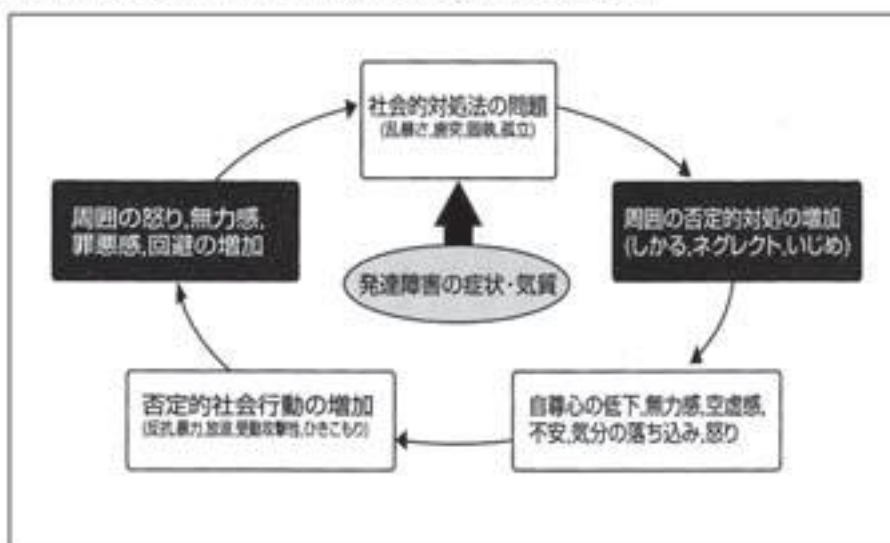 社会的対処法の問題
(乱暴さ,唐突,固執,孤立)
周囲の否定的対処の増加
(しかる,ネグレクト,いじめ)
自尊心の低下,無力感,空虚感,
不安,気分の落ち込み,怒り
否定的社会行動の増加
(反抗,暴力,放浪,受動攻撃性,ひきこもり)
周囲の怒り,無力感,
罪悪感,回避の増加
発達障害の症状・気質